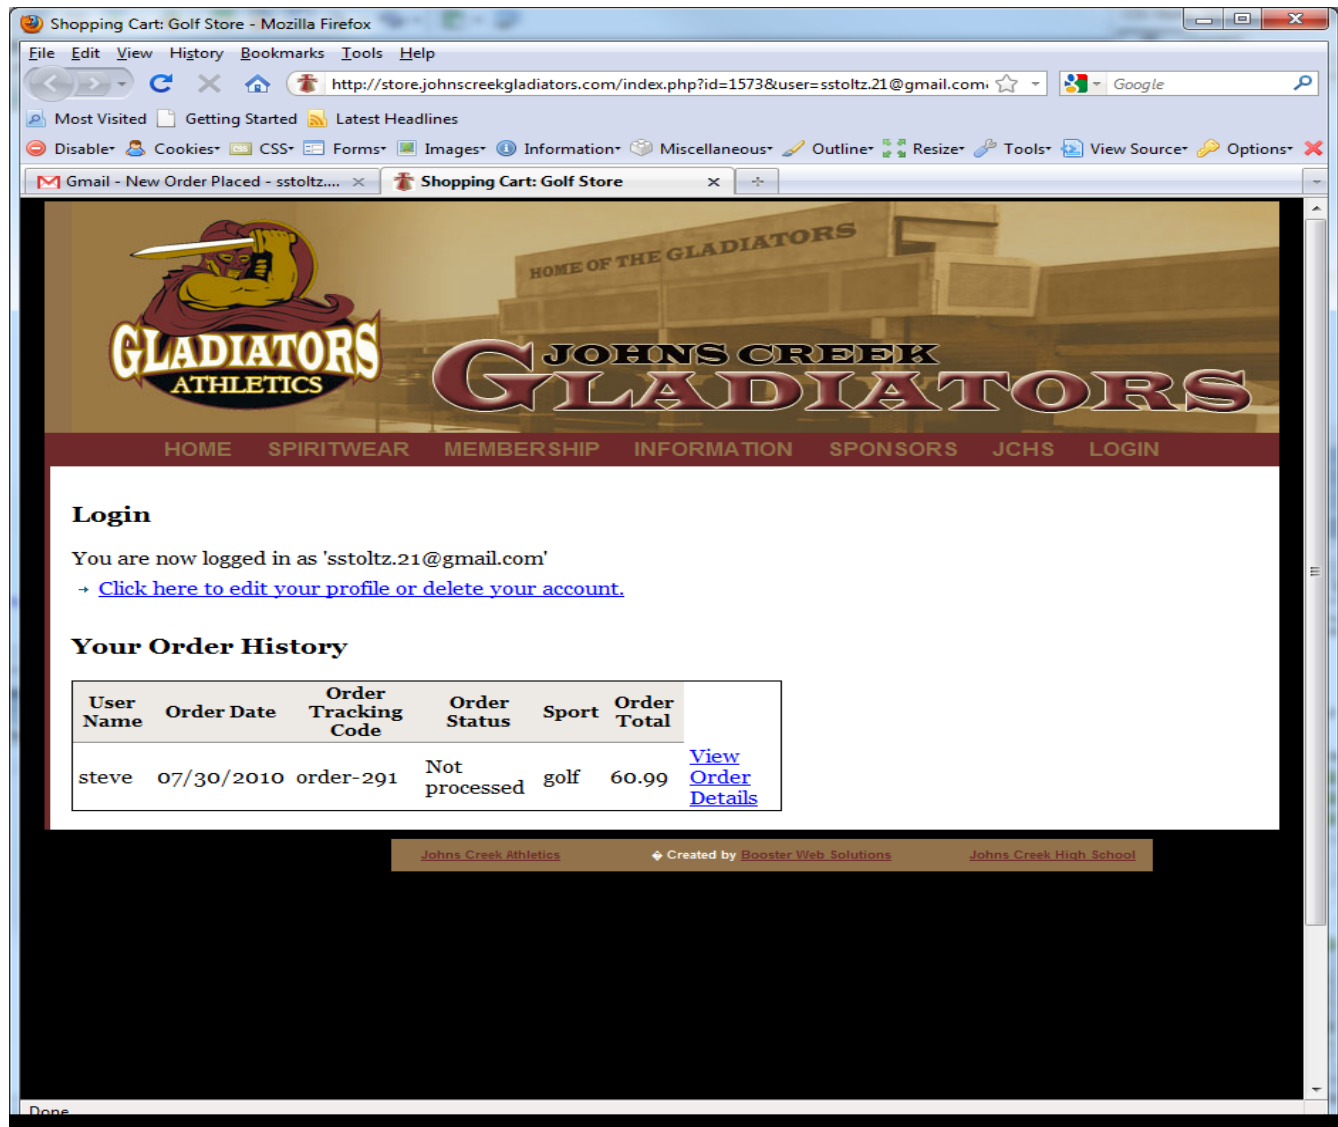 Shopping Cart: Golf Store - Mozilla Firefox
File Edit View History Bookmarks Tools Help
http://store.johnscreekgladiators.com/index.php?id=1573&user=sstoltz.21@gmail.com Google
Most Visited Getting Started Latest Headlines
Disable Cookies CSS Forms Images Information Miscellaneous Outline Resize Tools View Source Options
Gmail - New Order Placed - sstoltz.... Shopping Cart: Golf Store
HOME OF THE GLADIATORS
GLADIATORS
ATHLETICS
JOHNS CREEK
GLADIATORS
HOME SPIRITWEAR MEMBERSHIP INFORMATION SPONSORS JCHS LOGIN
Login
You are now logged in as 'sstoltz.21@gmail.com'
Click here to edit your profile or delete your account.
Your Order History
User Name Order Date Order Tracking Code Order Status Sport Order Total
steve 07/30/2010 order-291 Not processed golf 60.99 View Order Details
Johns Creek Athletics � Created by Booster Web Solutions Johns Creek High School
Done